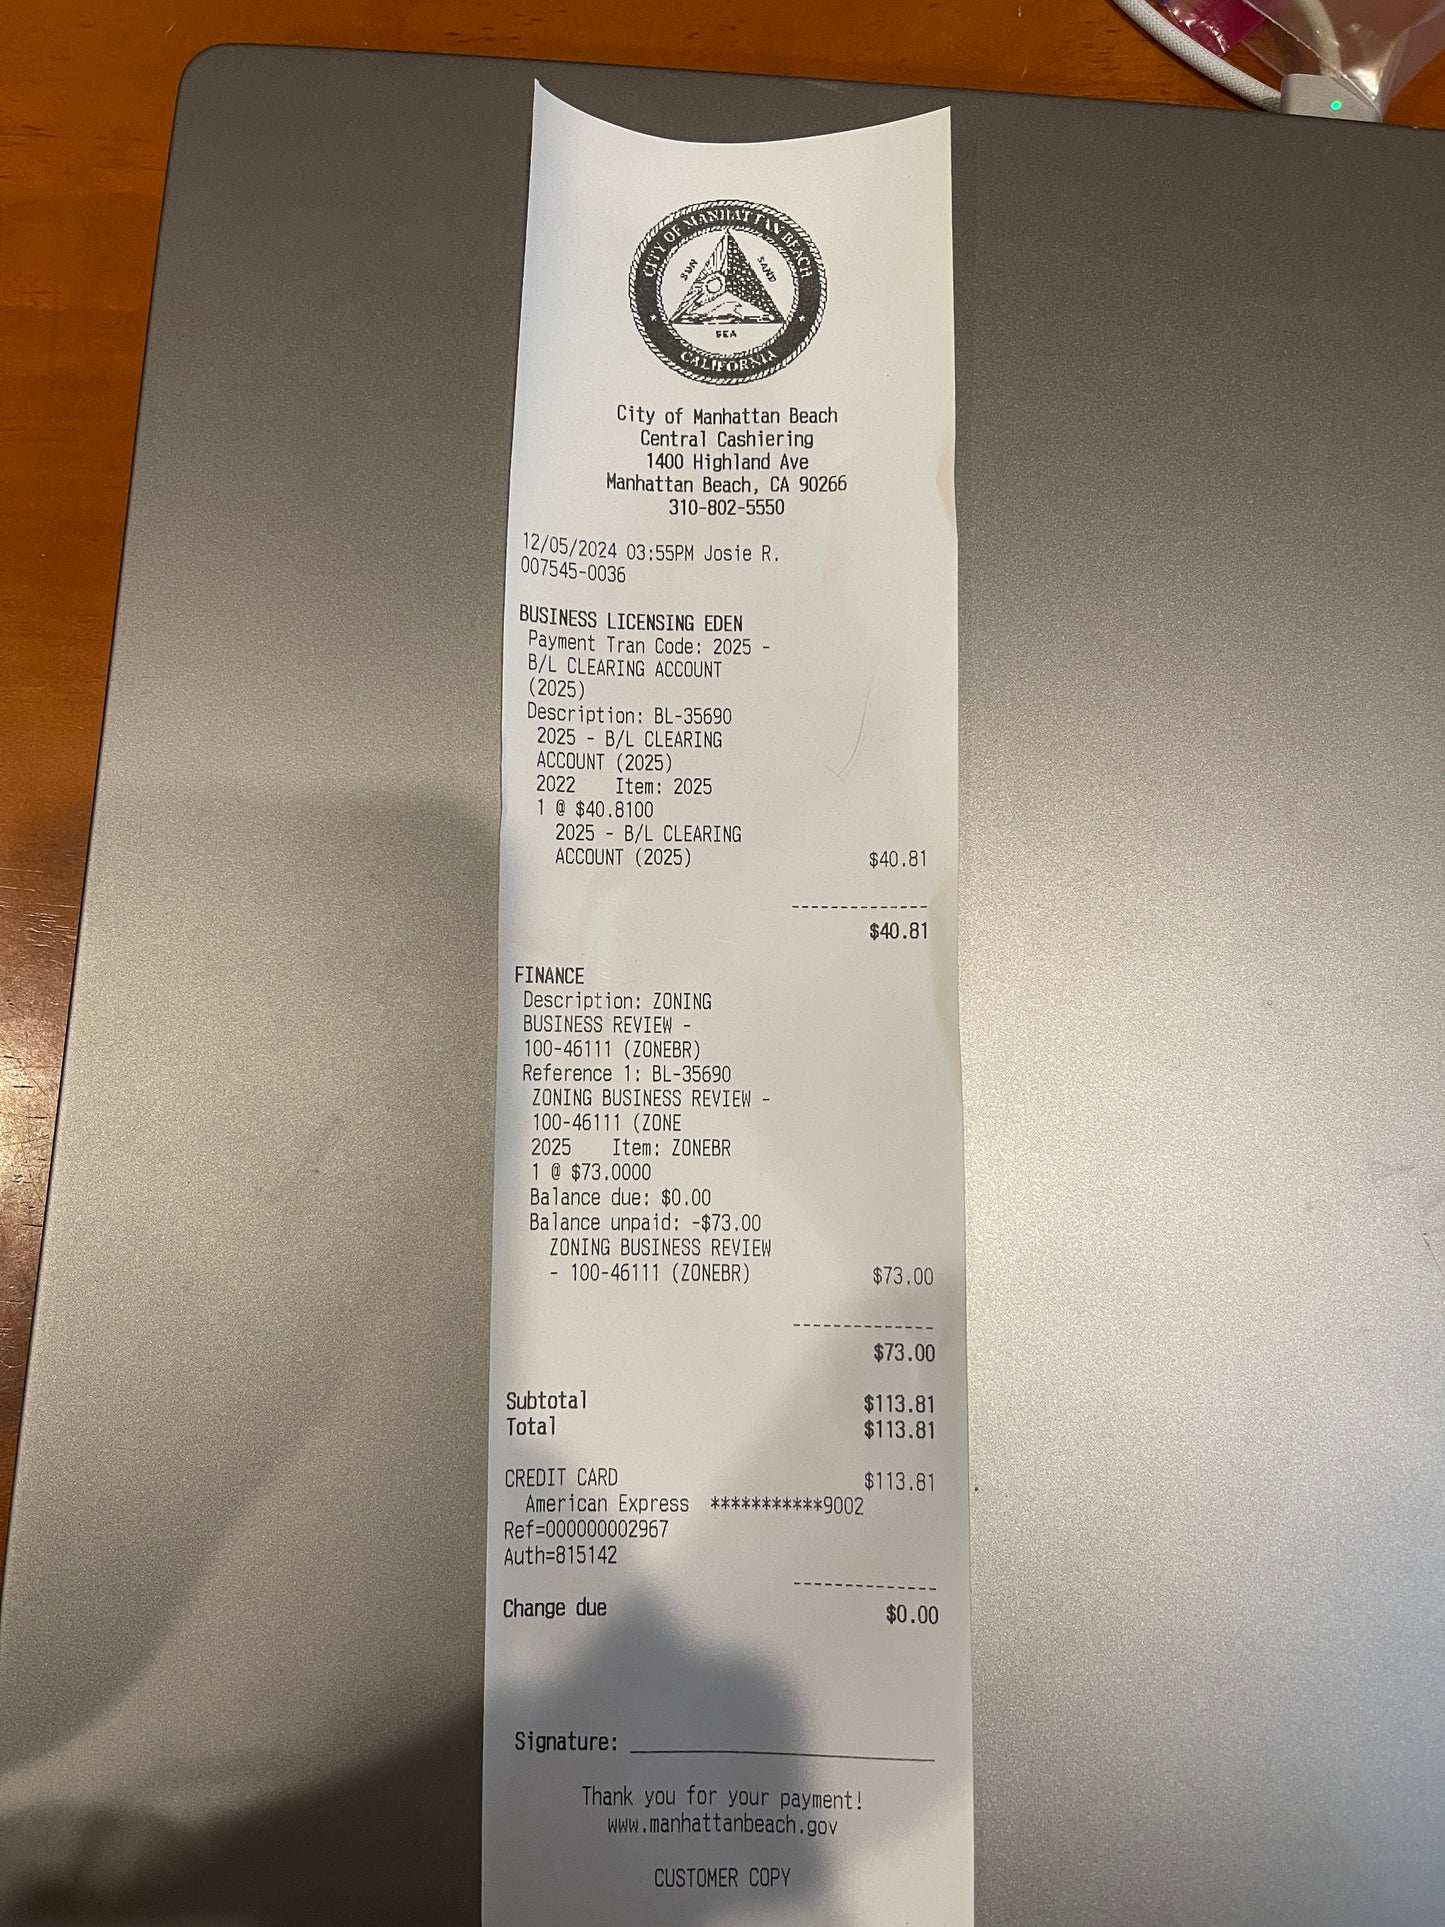 CITY OF MANHATTAN BEACH
SUN
SAND
SEA
CALIFORNIA
City of Manhattan Beach
Central Cashiering
1400 Highland Ave
Manhattan Beach, CA 90266
310-802-5550
12/05/2024 03:55PM Josie R.
007545-0036
BUSINESS LICENSING EDEN
Payment Tran Code: 2025 -
B/L CLEARING ACCOUNT
(2025)
Description: BL-35690
2025 - B/L CLEARING
ACCOUNT (2025)
2022 Item: 2025
1 @ $40.8100
2025 - B/L CLEARING
ACCOUNT (2025) $40.81
--------------
$40.81
FINANCE
Description: ZONING
BUSINESS REVIEW -
100-46111 (ZONEBR)
Reference 1: BL-35690
ZONING BUSINESS REVIEW -
100-46111 (ZONE
2025 Item: ZONEBR
1 @ $73.0000
Balance due: $0.00
Balance unpaid: -$73.00
ZONING BUSINESS REVIEW
- 100-46111 (ZONEBR) $73.00
--------------
$73.00
Subtotal $113.81
Total $113.81
CREDIT CARD $113.81
American Express ***********9002
Ref=000000002967
Auth=815142
--------------
Change due $0.00
Signature: ____________________
Thank you for your payment!
www.manhattanbeach.gov
CUSTOMER COPY